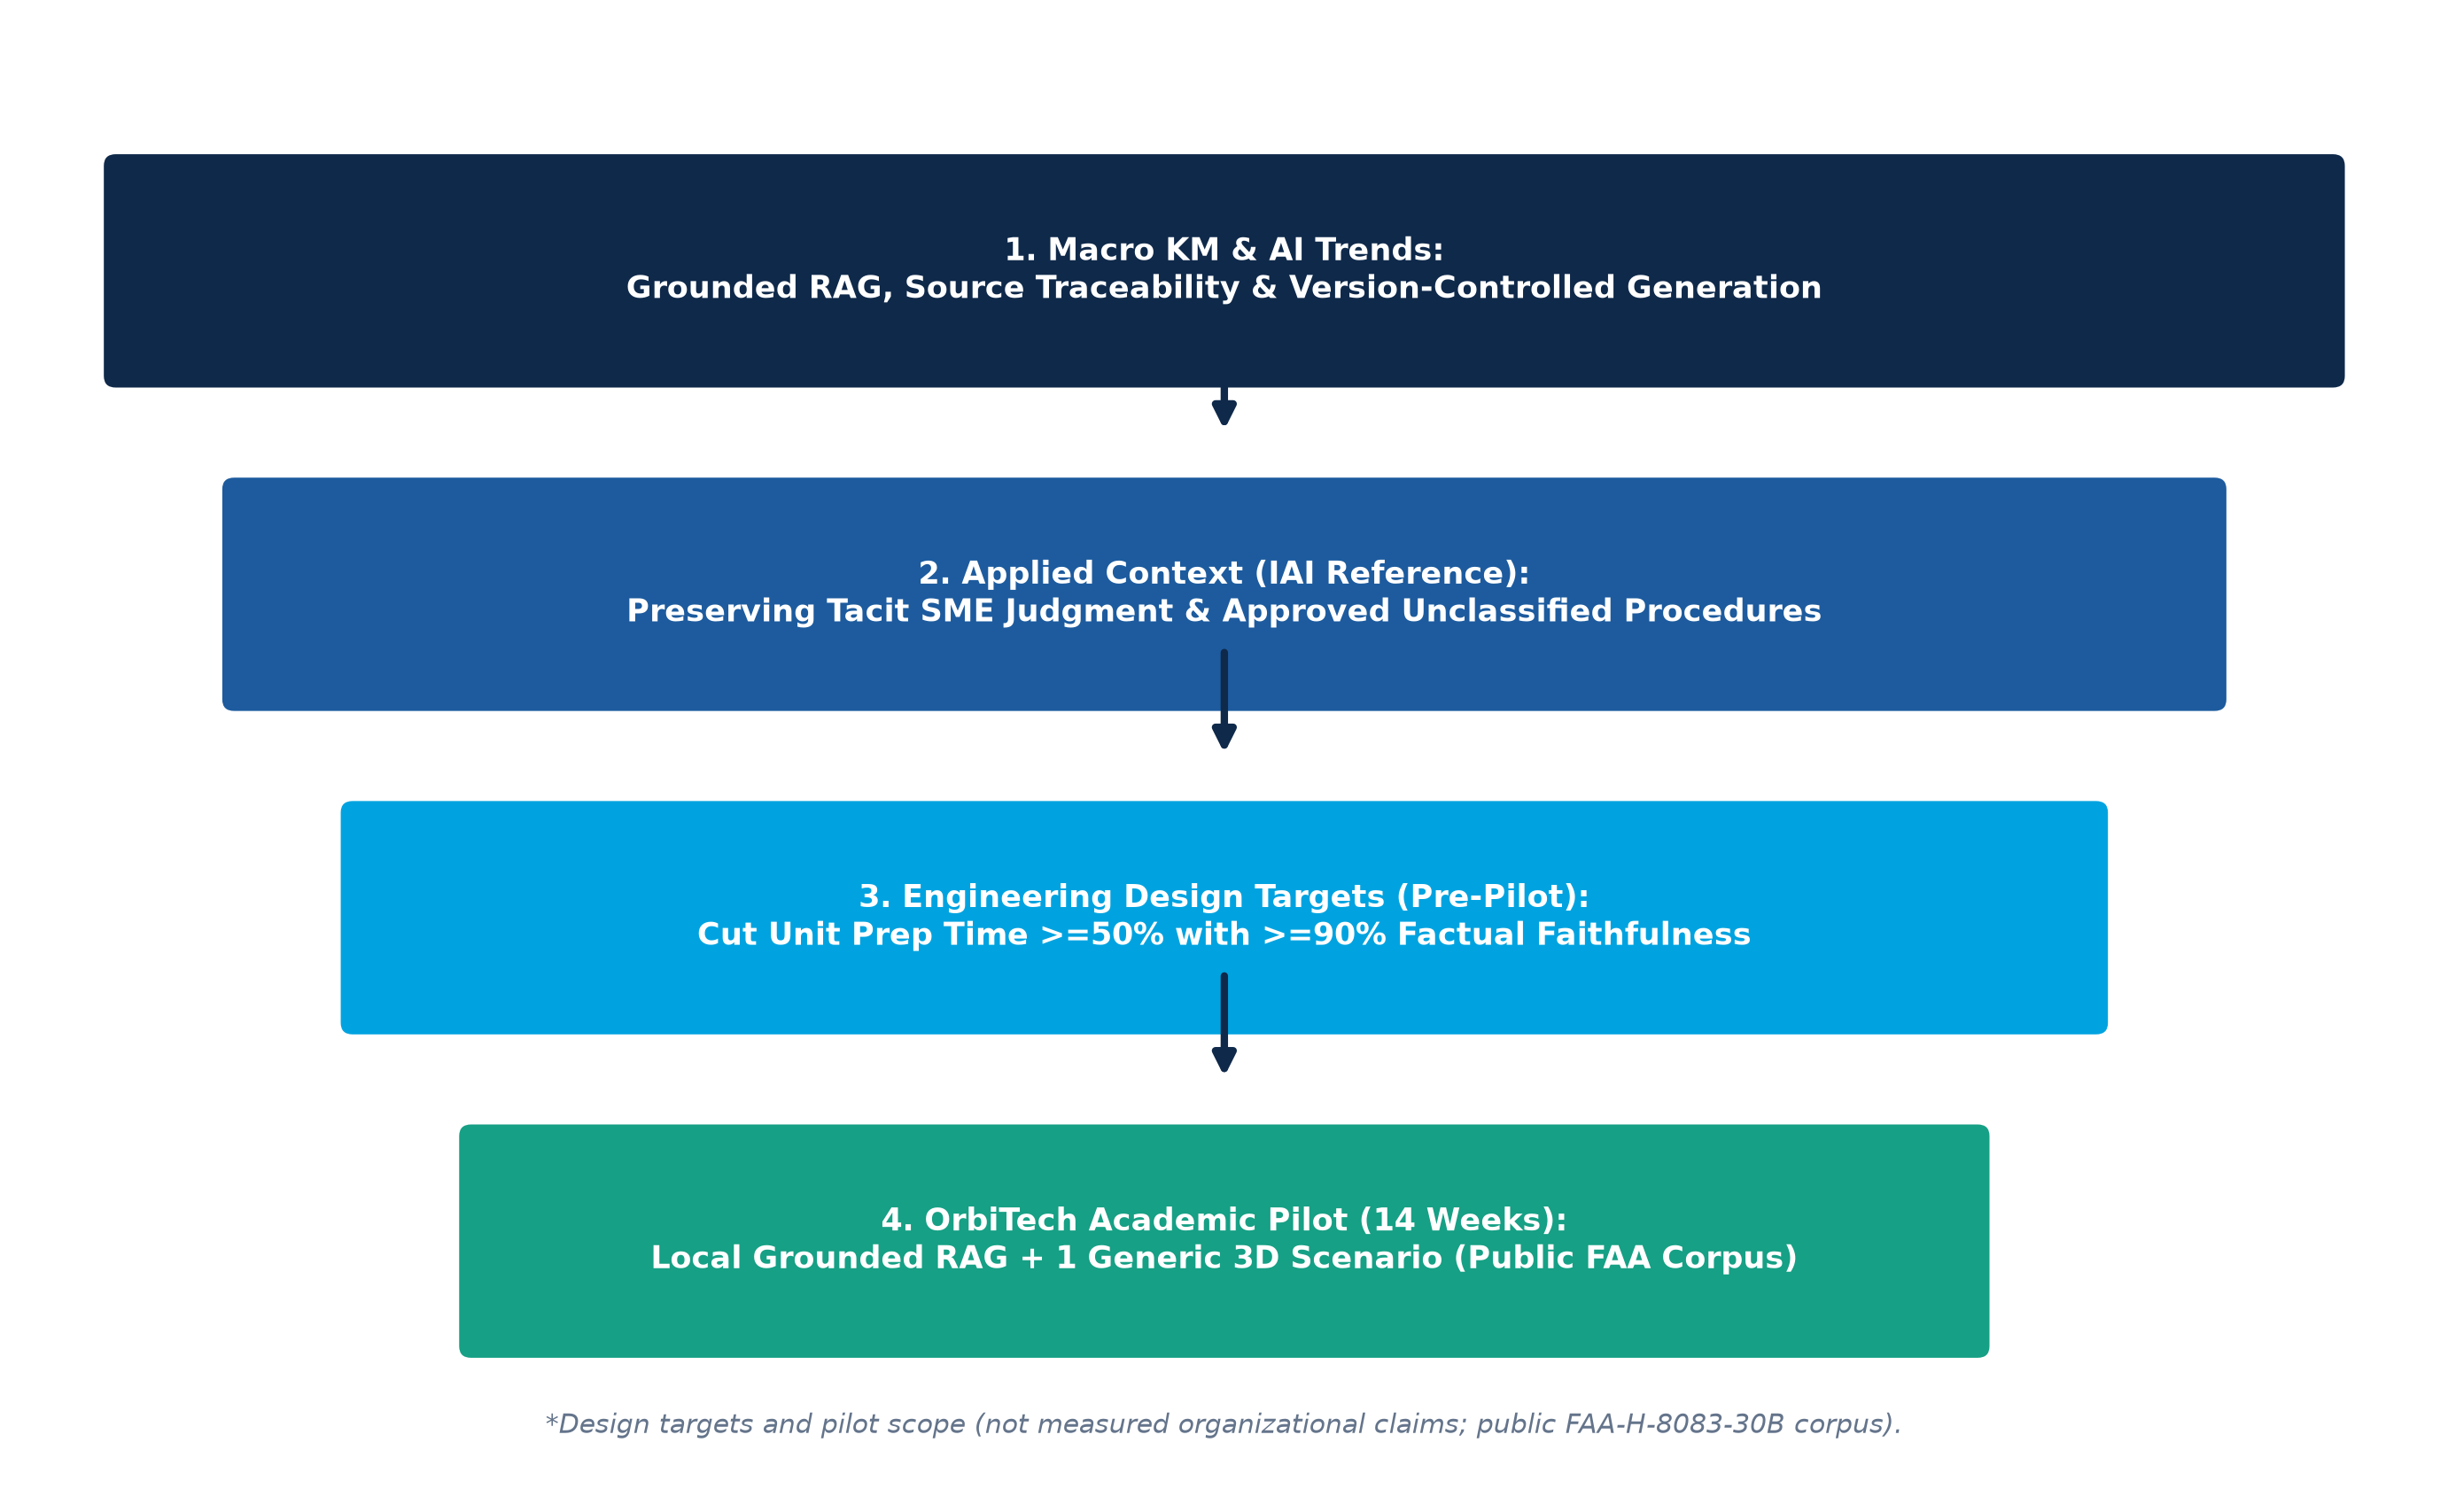 1. Macro KM & AI Trends:
Grounded RAG, Source Traceability & Version-Controlled Generation
2. Applied Context (IAI Reference):
Preserving Tacit SME Judgment & Approved Unclassified Procedures
3. Engineering Design Targets (Pre-Pilot):
Cut Unit Prep Time >=50% with >=90% Factual Faithfulness
4. OrbiTech Academic Pilot (14 Weeks):
Local Grounded RAG + 1 Generic 3D Scenario (Public FAA Corpus)
*Design targets and pilot scope (not measured organizational claims; public FAA-H-8083-30B corpus).